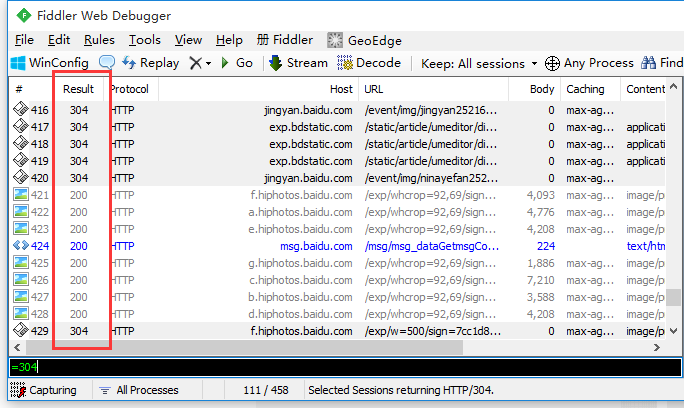 Fiddler Web Debugger
File Edit Rules Tools View Help 册 Fiddler GeoEdge
WinConfig Replay Go Stream Decode Keep: All sessions Any Process Find
# Result Protocol Host URL Body Caching Content
416 304 HTTP jingyan.baidu.com /event/img/jingyan25216... 0 max-ag...
417 304 HTTP exp.bdstatic.com /static/article/umeditor/di... 0 max-ag... applicati
418 304 HTTP exp.bdstatic.com /static/article/umeditor/di... 0 max-ag... applicati
419 304 HTTP exp.bdstatic.com /static/article/umeditor/di... 0 max-ag... applicati
420 304 HTTP jingyan.baidu.com /event/img/ninayefan252... 0 max-ag...
421 200 HTTP f.hiphotos.baidu.com /exp/whcrop=92,69/sign... 4,093 max-ag... image/p
422 200 HTTP a.hiphotos.baidu.com /exp/whcrop=92,69/sign... 4,776 max-ag... image/p
423 200 HTTP e.hiphotos.baidu.com /exp/whcrop=92,69/sign... 4,208 max-ag... image/p
424 200 HTTP msg.baidu.com /msg/msg_dataGetmsgCo... 224 text/htm
425 200 HTTP g.hiphotos.baidu.com /exp/whcrop=92,69/sign... 1,886 max-ag... image/p
426 200 HTTP c.hiphotos.baidu.com /exp/whcrop=92,69/sign... 7,210 max-ag... image/p
427 200 HTTP b.hiphotos.baidu.com /exp/whcrop=92,69/sign... 3,588 max-ag... image/p
428 200 HTTP d.hiphotos.baidu.com /exp/whcrop=92,69/sign... 4,208 max-ag... image/p
429 304 HTTP f.hiphotos.baidu.com /exp/w=500/sign=7cc1d8... 0 max-ag... image/p
=304
Capturing All Processes 111 / 458 Selected Sessions returning HTTP/304.